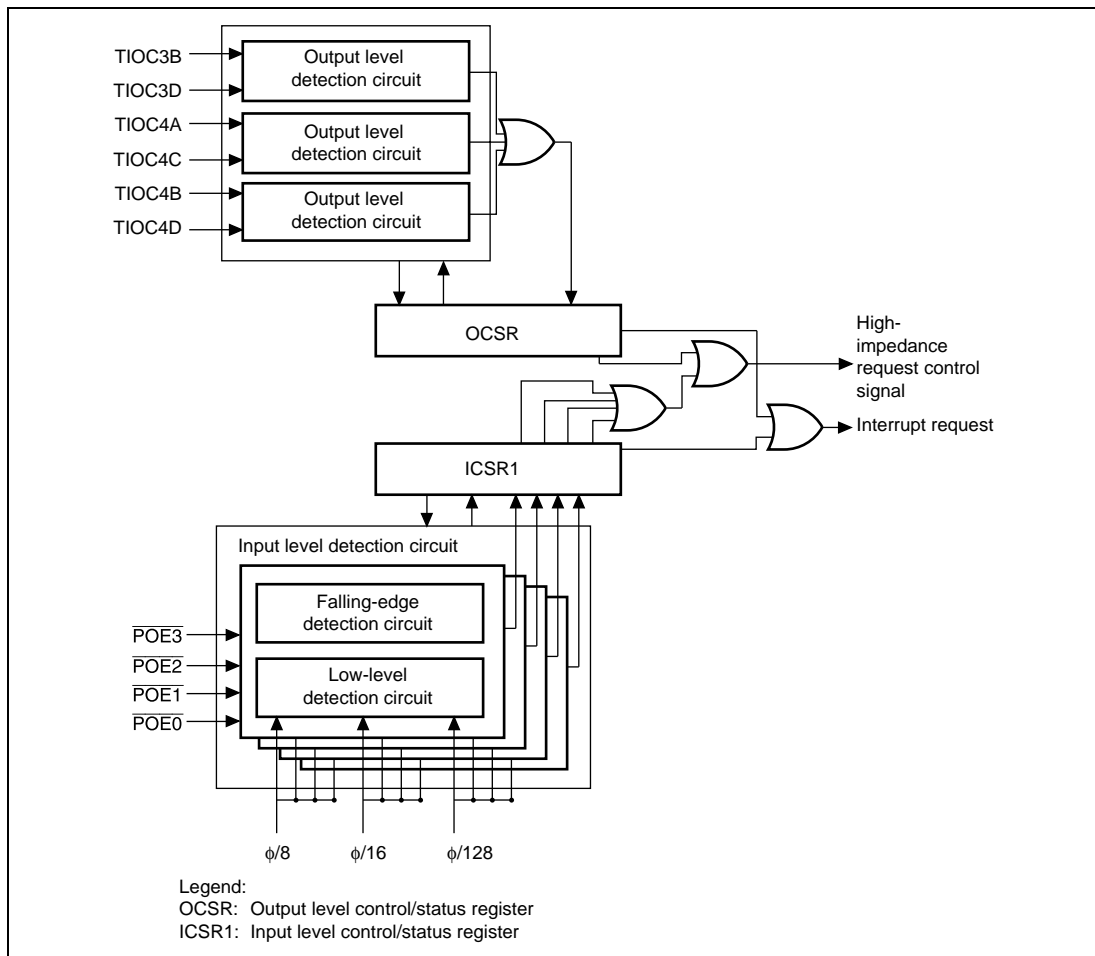 TIOC3B
TIOC3D
TIOC4A
TIOC4C
TIOC4B
TIOC4D
Output level
detection circuit
Output level
detection circuit
Output level
detection circuit
OCSR
High-
impedance
request control
signal
Interrupt request
ICSR1
Input level detection circuit
Falling-edge
detection circuit
Low-level
detection circuit
POE3
POE2
POE1
POE0
ϕ/8
ϕ/16
ϕ/128
Legend:
OCSR: Output level control/status register
ICSR1: Input level control/status register